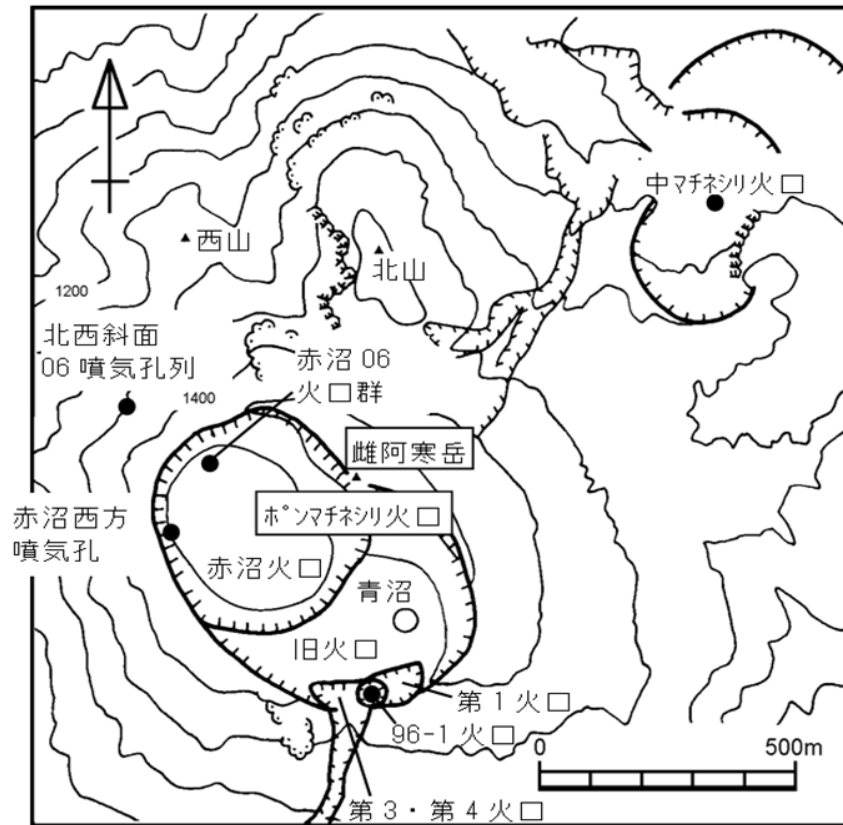 中マチネシリ火口
西山
北山
1200
北西斜面
06 噴気孔列
赤沼 06
火口群
1400
雌阿寒岳
ﾎﾟﾝマチネシリ火口
赤沼西方
噴気孔
赤沼火口
青沼
旧火口
第1火口
96-1 火口
第3・第4火口
0
500m